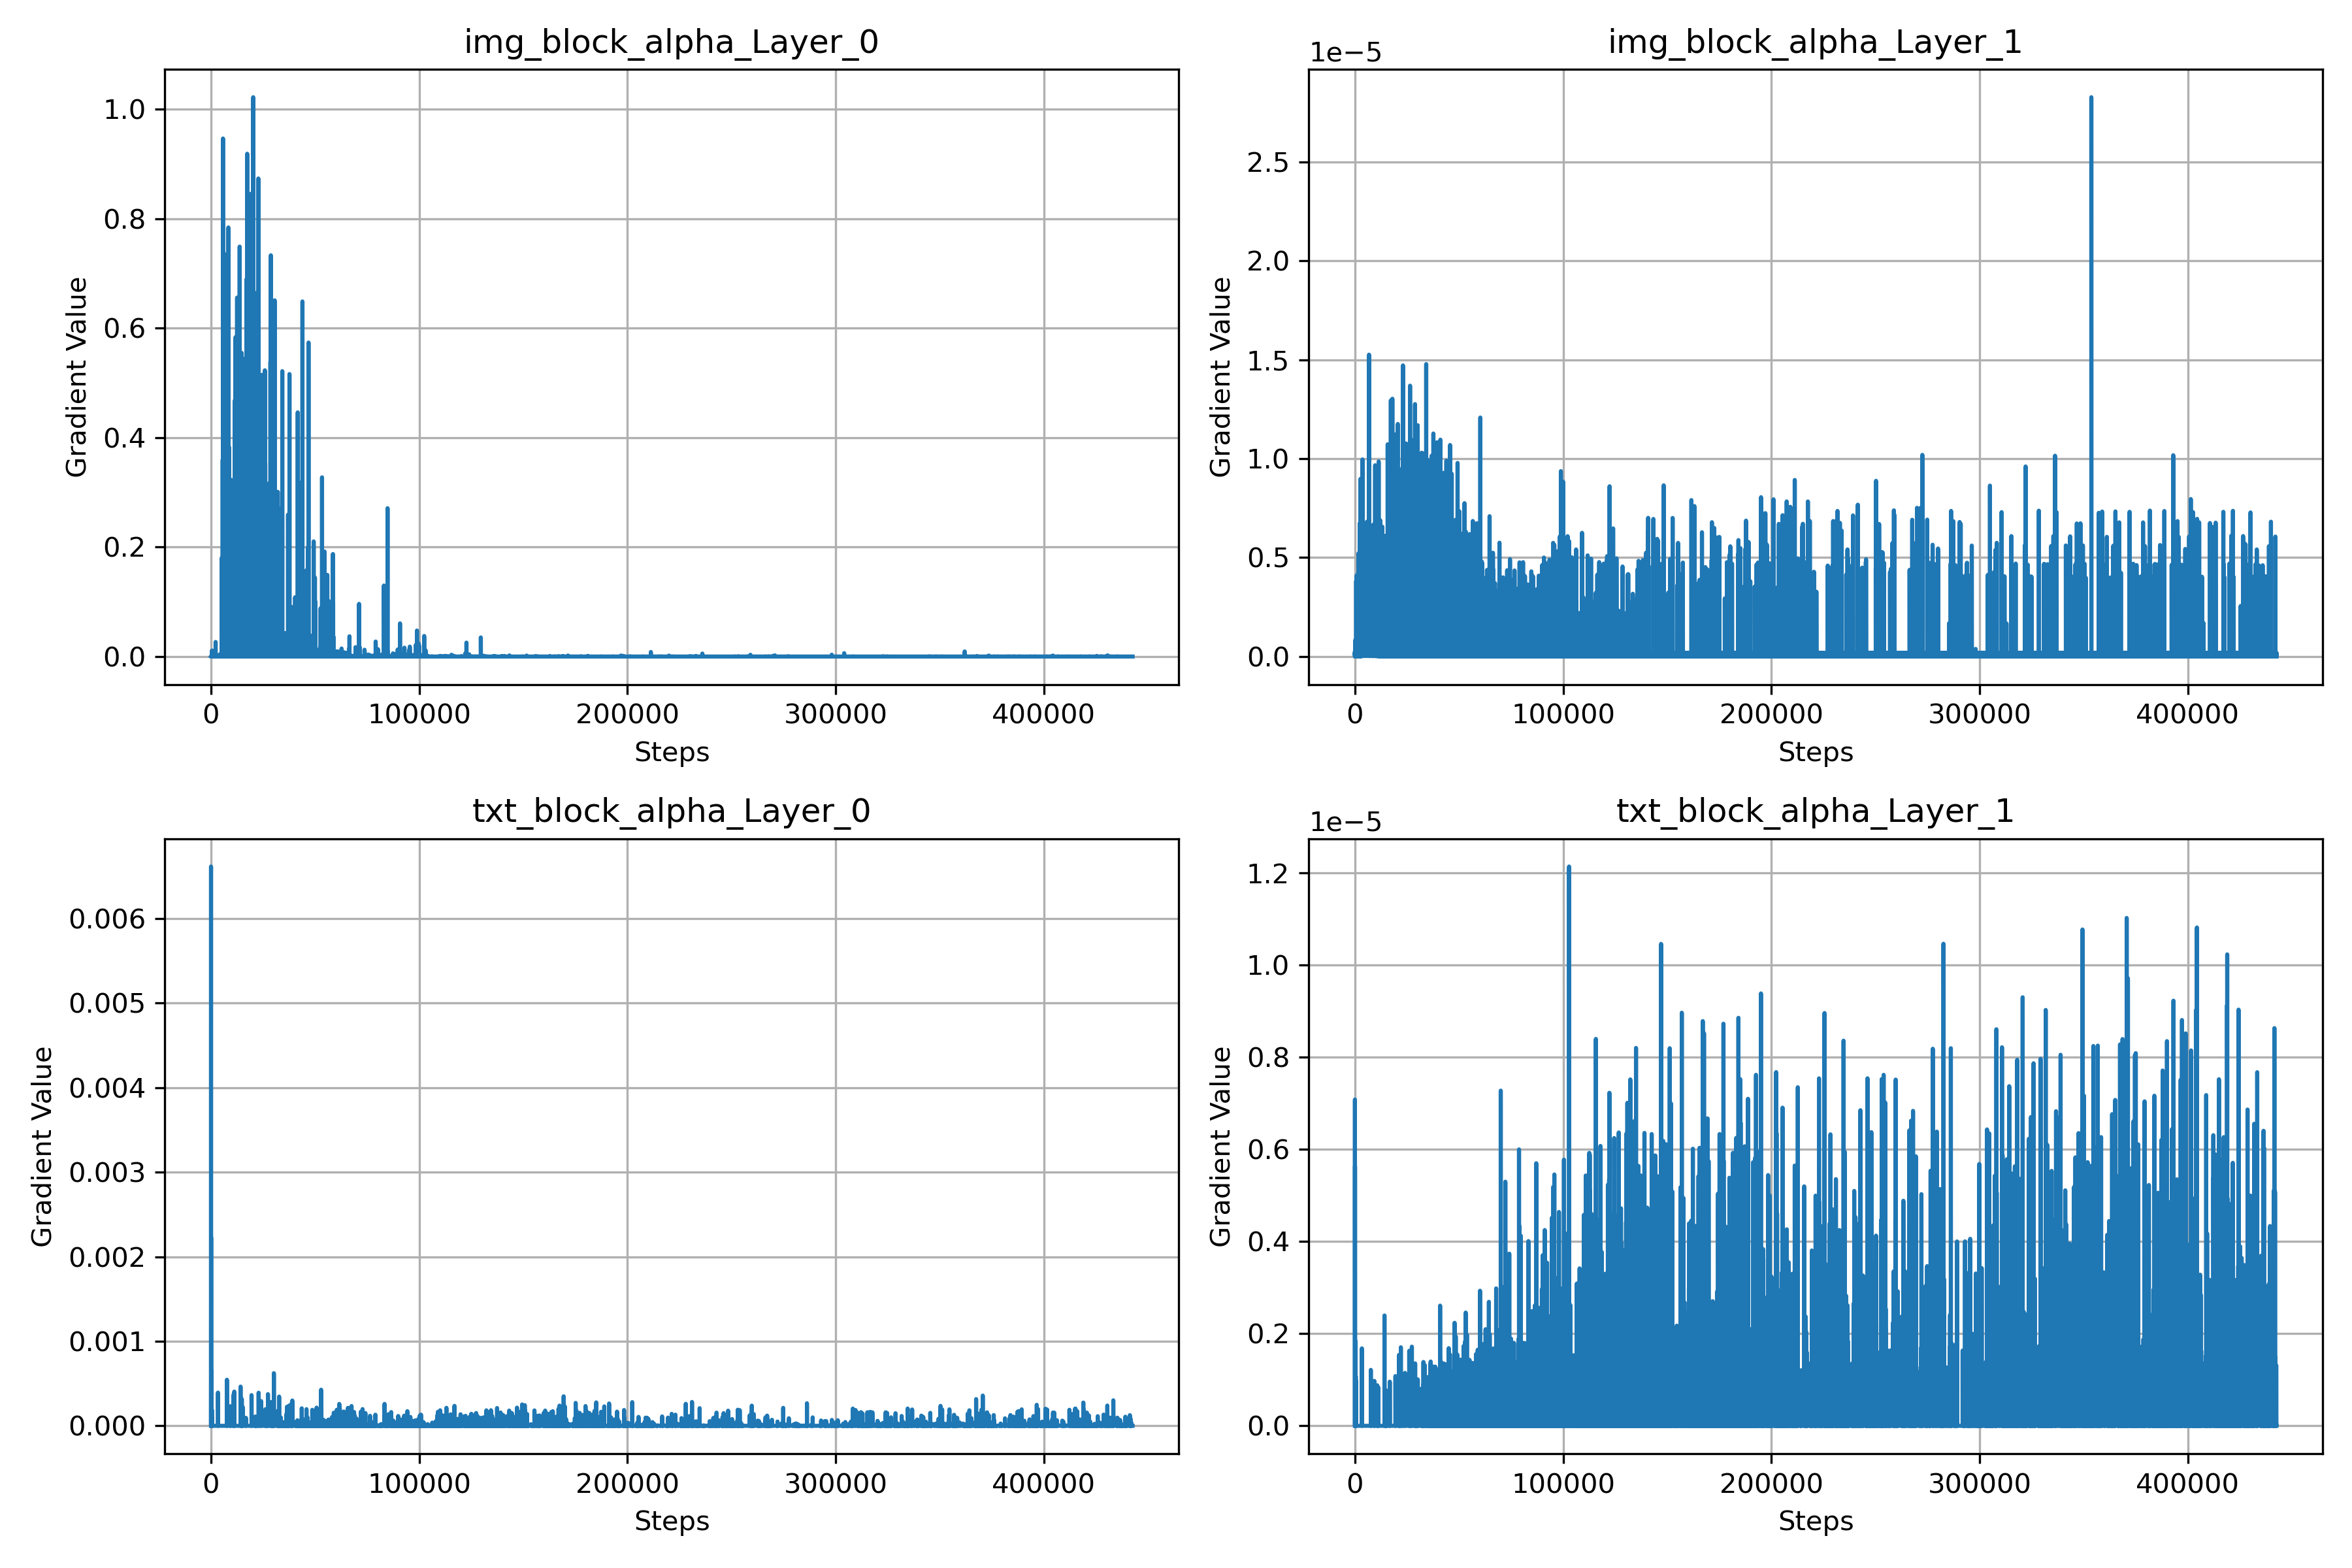 img_block_alpha_Layer_0
1.0
0.8
0.6
0.4
0.2
0.0
Gradient Value
0 100000 200000 300000 400000
Steps
img_block_alpha_Layer_1
1e−5
2.5
2.0
1.5
1.0
0.5
0.0
Gradient Value
0 100000 200000 300000 400000
Steps
txt_block_alpha_Layer_0
0.006
0.005
0.004
0.003
0.002
0.001
0.000
Gradient Value
0 100000 200000 300000 400000
Steps
txt_block_alpha_Layer_1
1e−5
1.2
1.0
0.8
0.6
0.4
0.2
0.0
Gradient Value
0 100000 200000 300000 400000
Steps